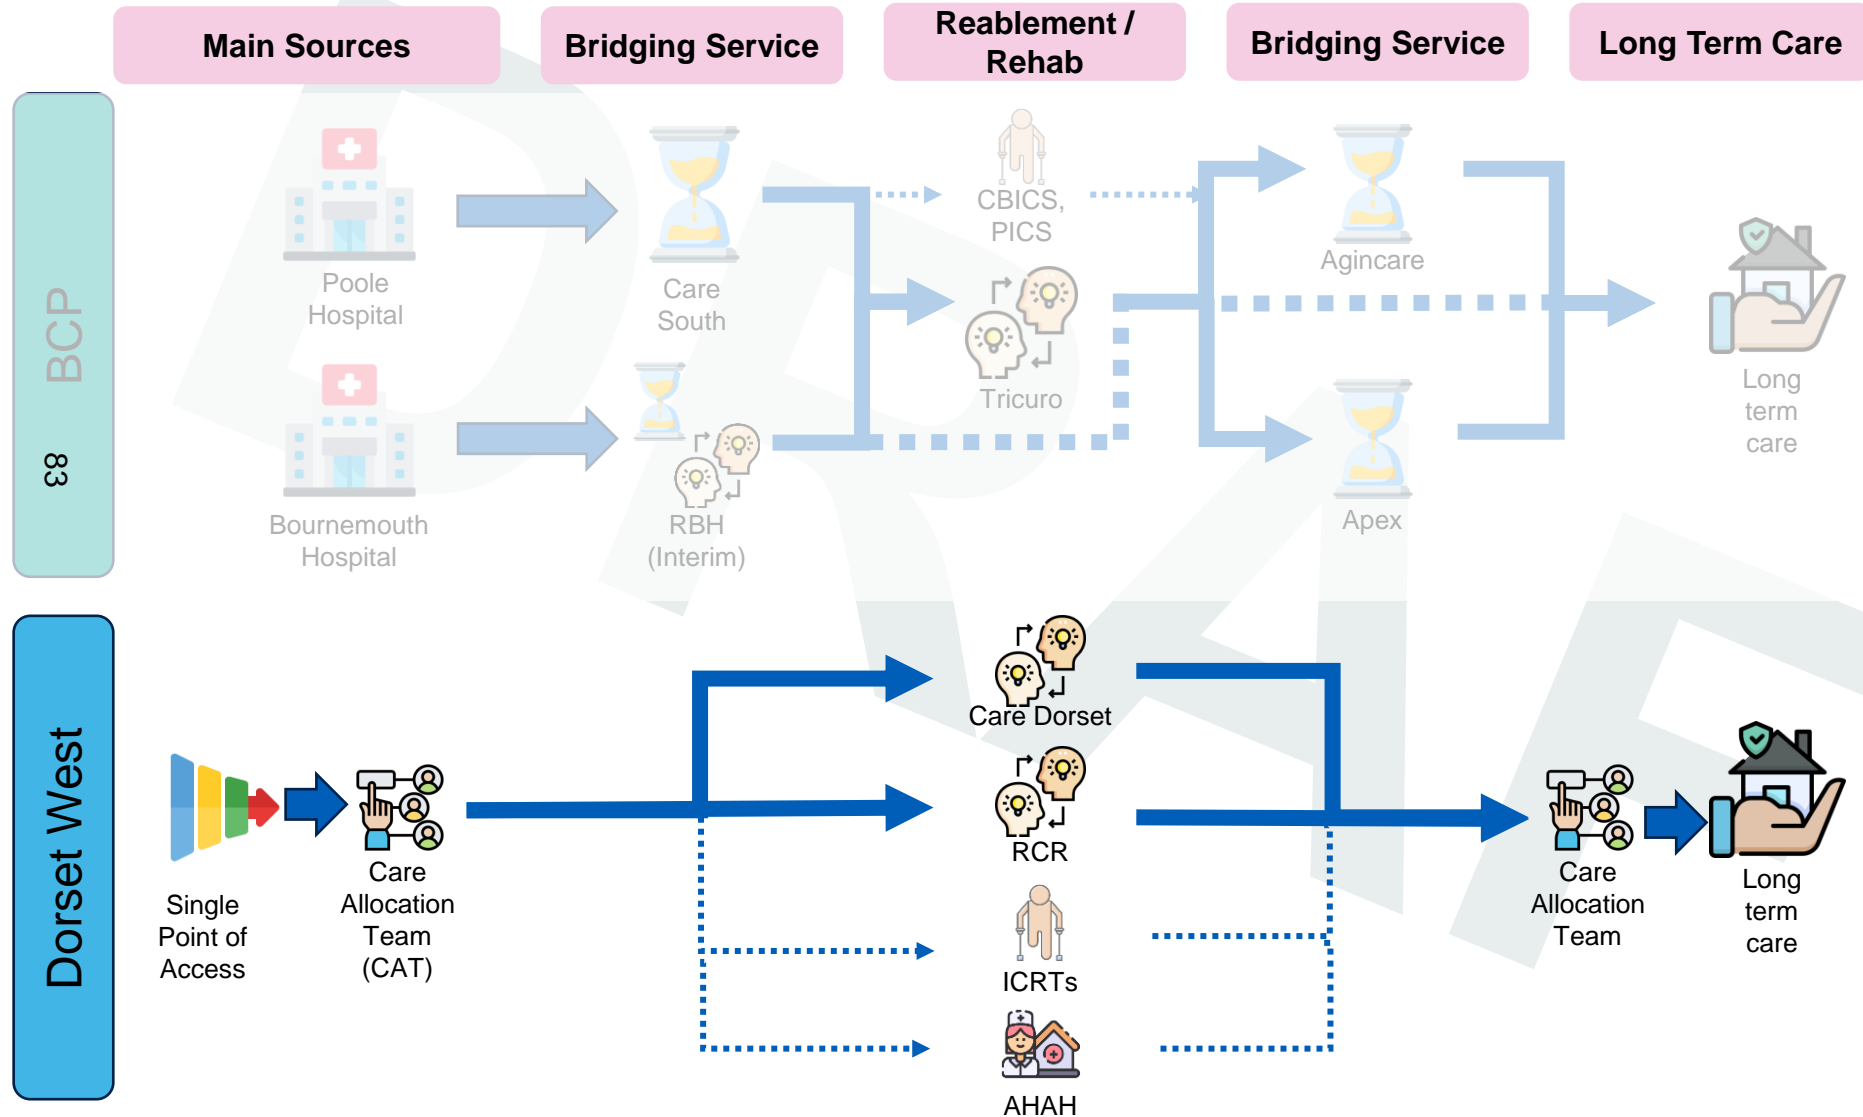 Main Sources
Bridging Service
Reablement /
Rehab
Bridging Service
Long Term Care
BCP
83
Poole
Hospital
Care
South
CBICS,
PICS
Tricuro
Agincare
Long
term
care
Bournemouth
Hospital
RBH
(Interim)
Apex
Dorset West
Single
Point of
Access
Care
Allocation
Team
(CAT)
Care Dorset
RCR
ICRTs
AHAH
Care
Allocation
Team
Long
term
care
DRAF